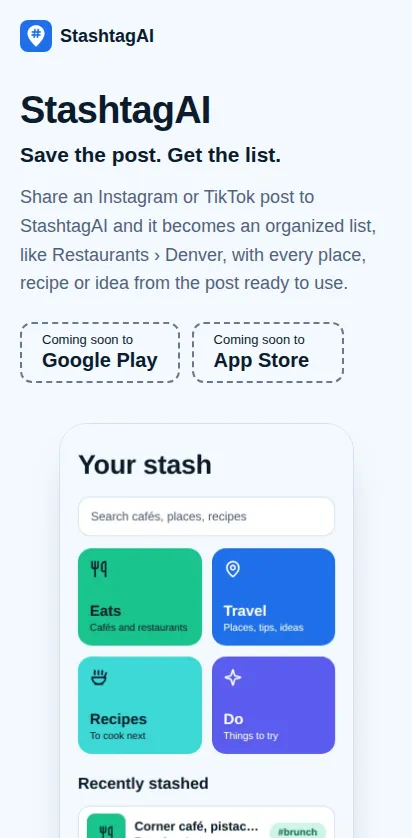 StashtagAI
StashtagAI
Save the post. Get the list.
Share an Instagram or TikTok post to
StashtagAI and it becomes an organized list,
like Restaurants › Denver, with every place,
recipe or idea from the post ready to use.
Coming soon to
Google Play
Coming soon to
App Store
Your stash
Search cafés, places, recipes
Eats
Cafés and restaurants
Travel
Places, tips, ideas
Recipes
To cook next
Do
Things to try
Recently stashed
Corner café, pistac...
#brunch